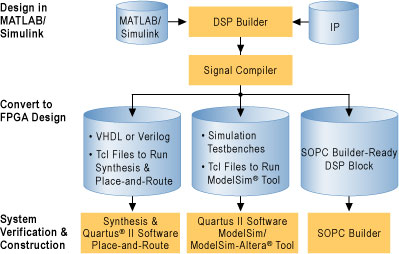 Design in
MATLAB/
Simulink
MATLAB/
Simulink
DSP Builder
IP
Signal Compiler
Convert to
FPGA Design
• VHDL or Verilog
• Tcl Files to Run
Synthesis &
Place-and-Route
• Simulation
Testbenches
• Tcl Files to Run
ModelSim® Tool
SOPC Builder-Ready
DSP Block
System
Verification &
Construction
Synthesis &
Quartus® II Software
Place-and-Route
Quartus II Software
ModelSim/
ModelSim-Altera® Tool
SOPC Builder